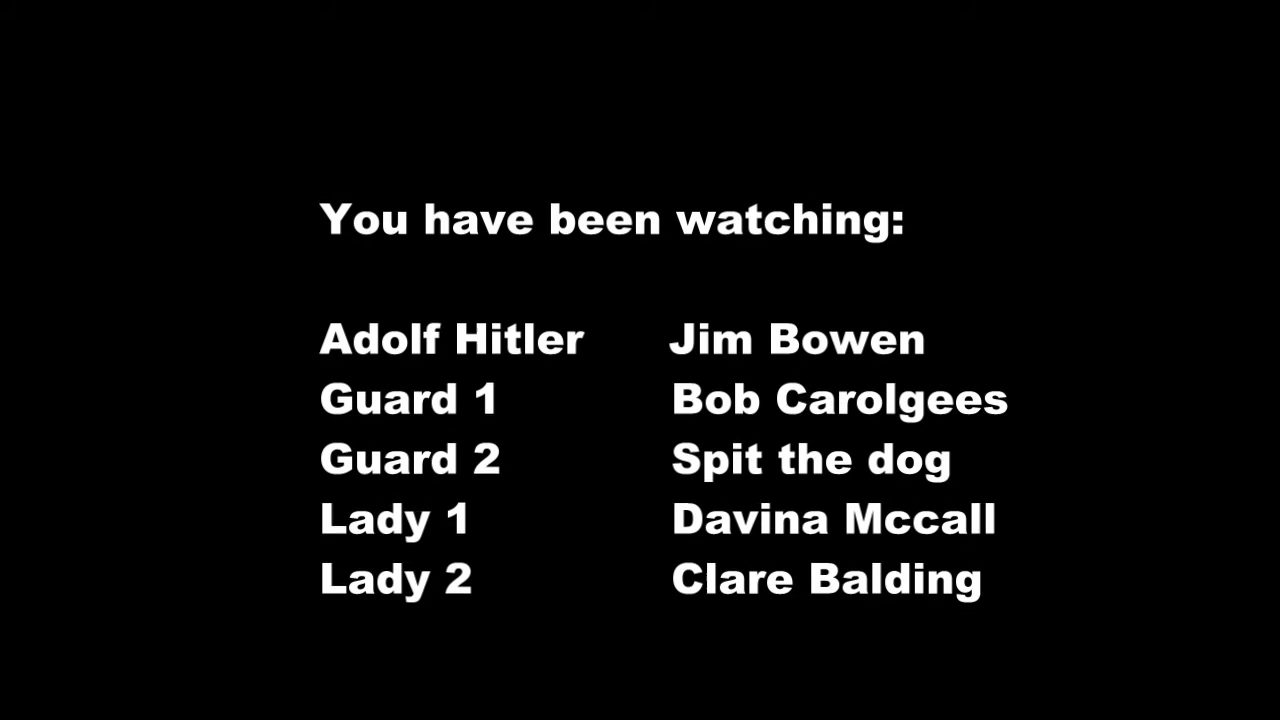 You have been watching:
Adolf Hitler Jim Bowen
Guard 1 Bob Carolgees
Guard 2 Spit the dog
Lady 1 Davina Mccall
Lady 2 Clare Balding